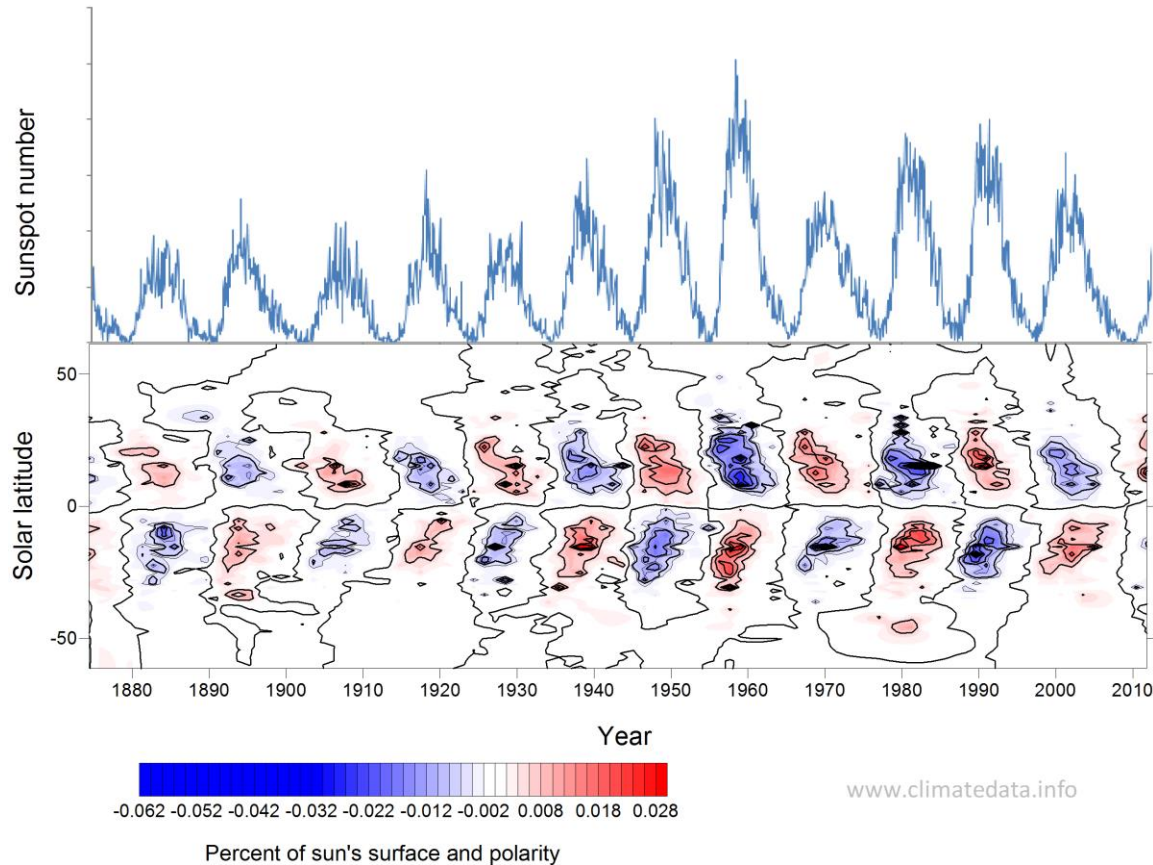 Sunspot number
Solar latitude
50
0
-50
1880 1890 1900 1910 1920 1930 1940 1950 1960 1970 1980 1990 2000 2010
Year
-0.062 -0.052 -0.042 -0.032 -0.022 -0.012 -0.002 0.008 0.018 0.028
www.climatedata.info
Percent of sun's surface and polarity